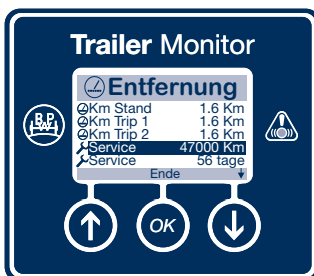 Trailer Monitor
Entfernung
Km Stand 1.6 Km
Km Trip 1 1.6 Km
Km Trip 2 1.6 Km
Service 47000 Km
Service 56 tage
Ende
BPW
OK